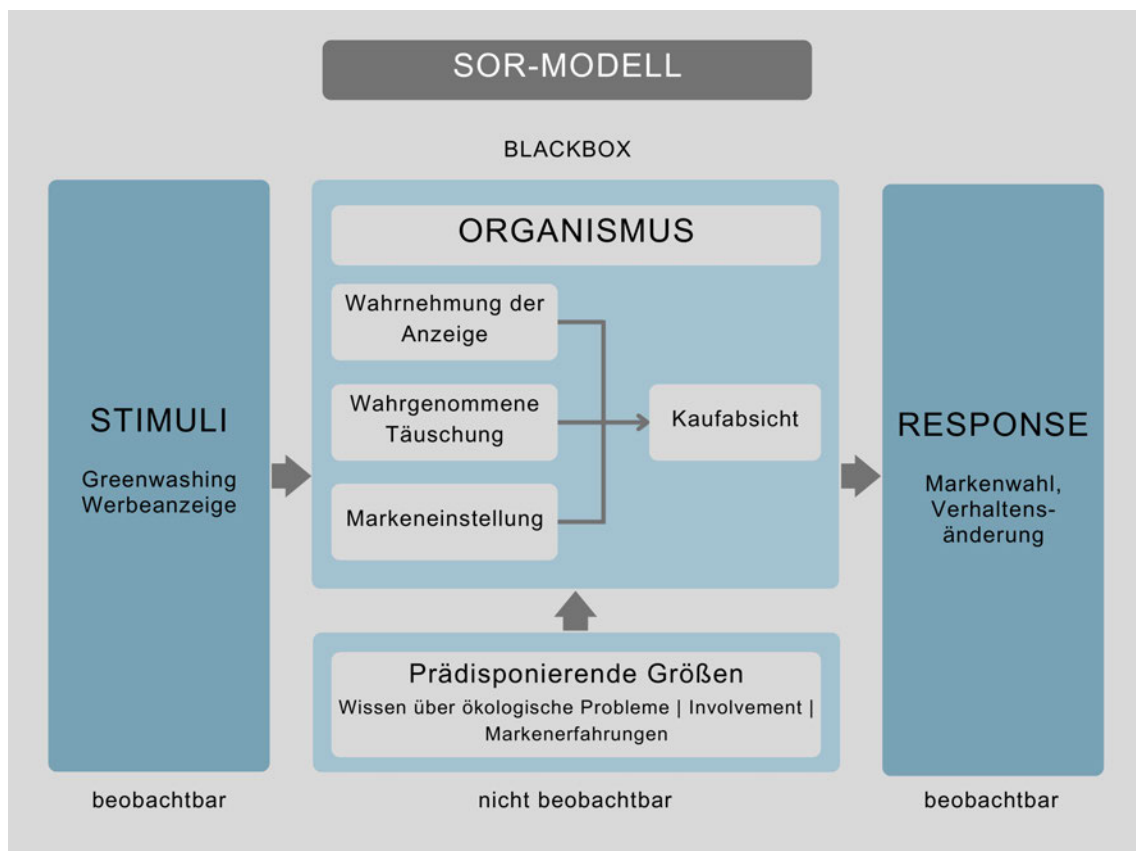 SOR-MODELL
BLACKBOX
STIMULI
Greenwashing
Werbeanzeige
ORGANISMUS
Wahrnehmung der
Anzeige
Wahrgenommene
Täuschung
Markeneinstellung
Kaufabsicht
RESPONSE
Markenwahl,
Verhaltens-
änderung
Prädisponierende Größen
Wissen über ökologische Probleme | Involvement |
Markenerfahrungen
beobachtbar
nicht beobachtbar
beobachtbar